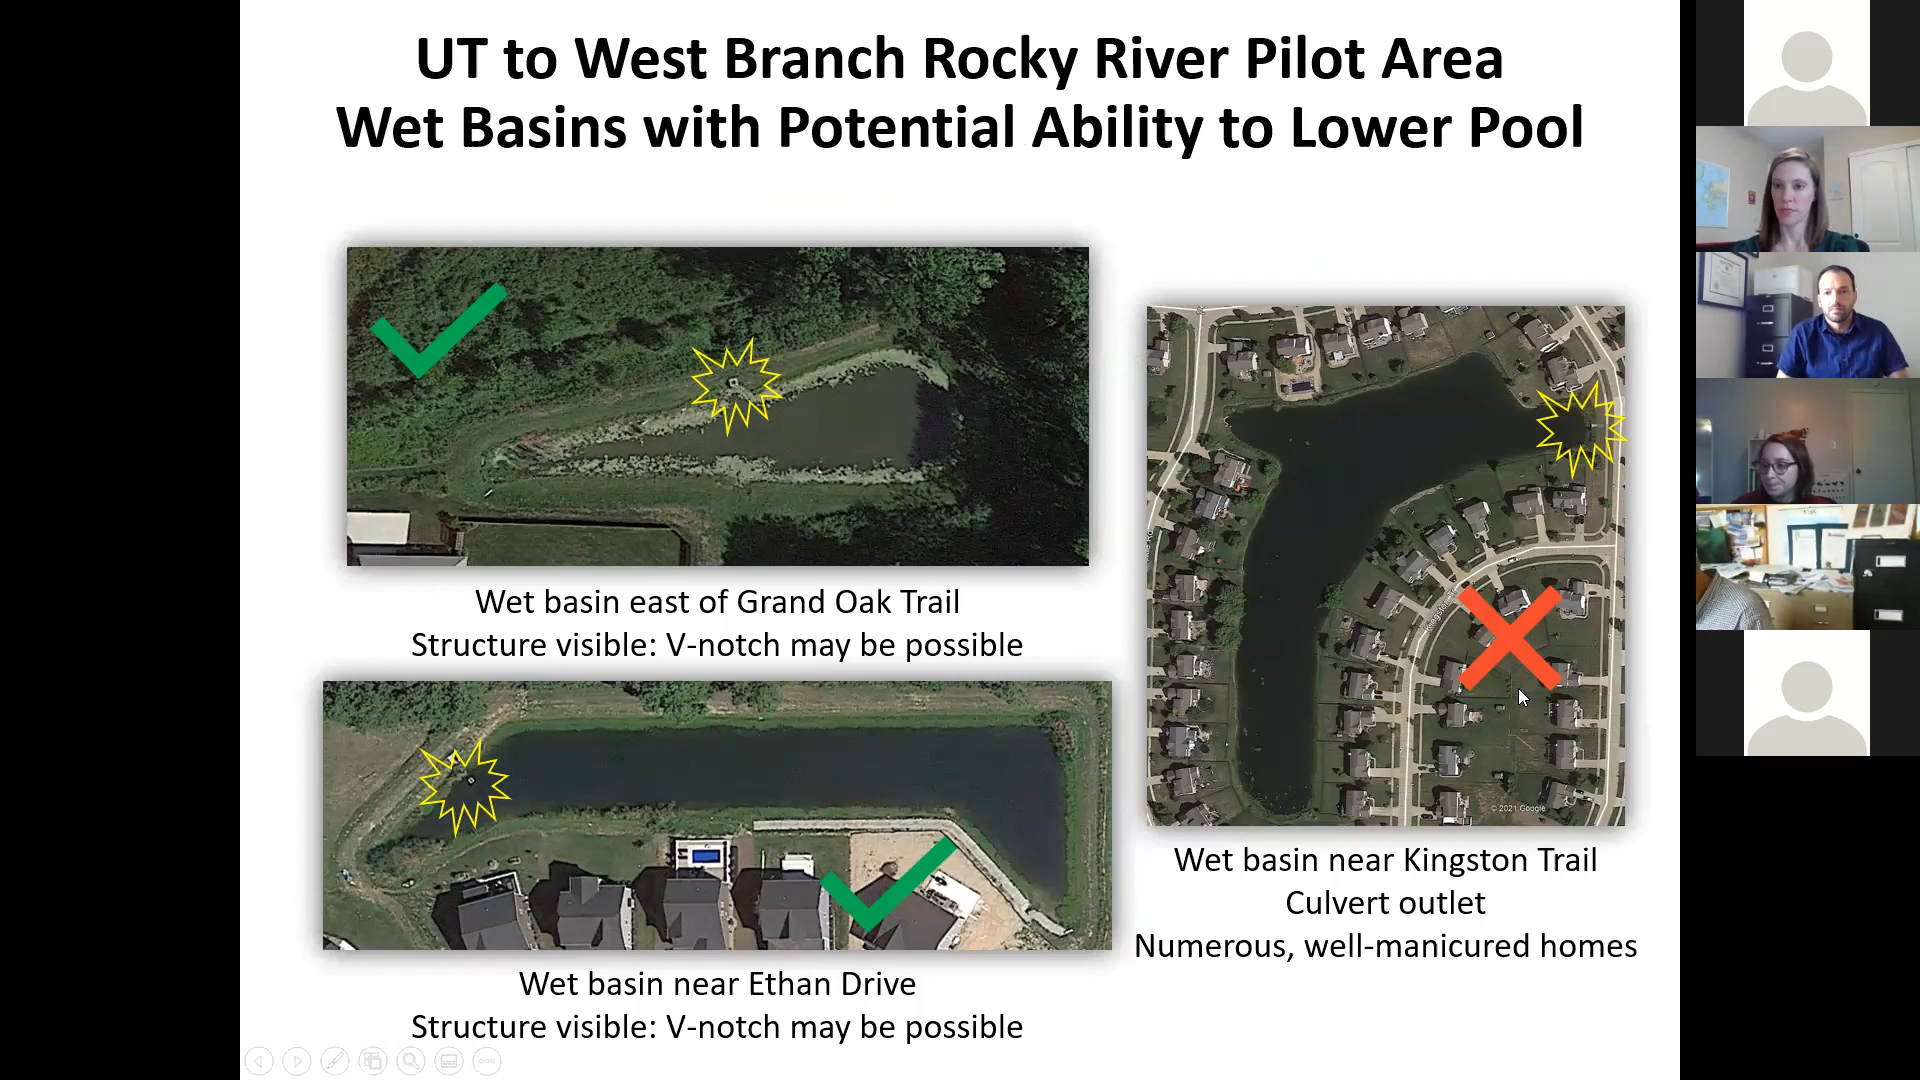 UT to West Branch Rocky River Pilot Area
Wet Basins with Potential Ability to Lower Pool
Wet basin east of Grand Oak Trail
Structure visible: V-notch may be possible
Wet basin near Ethan Drive
Structure visible: V-notch may be possible
© 2021 Google
Wet basin near Kingston Trail
Culvert outlet
Numerous, well-manicured homes